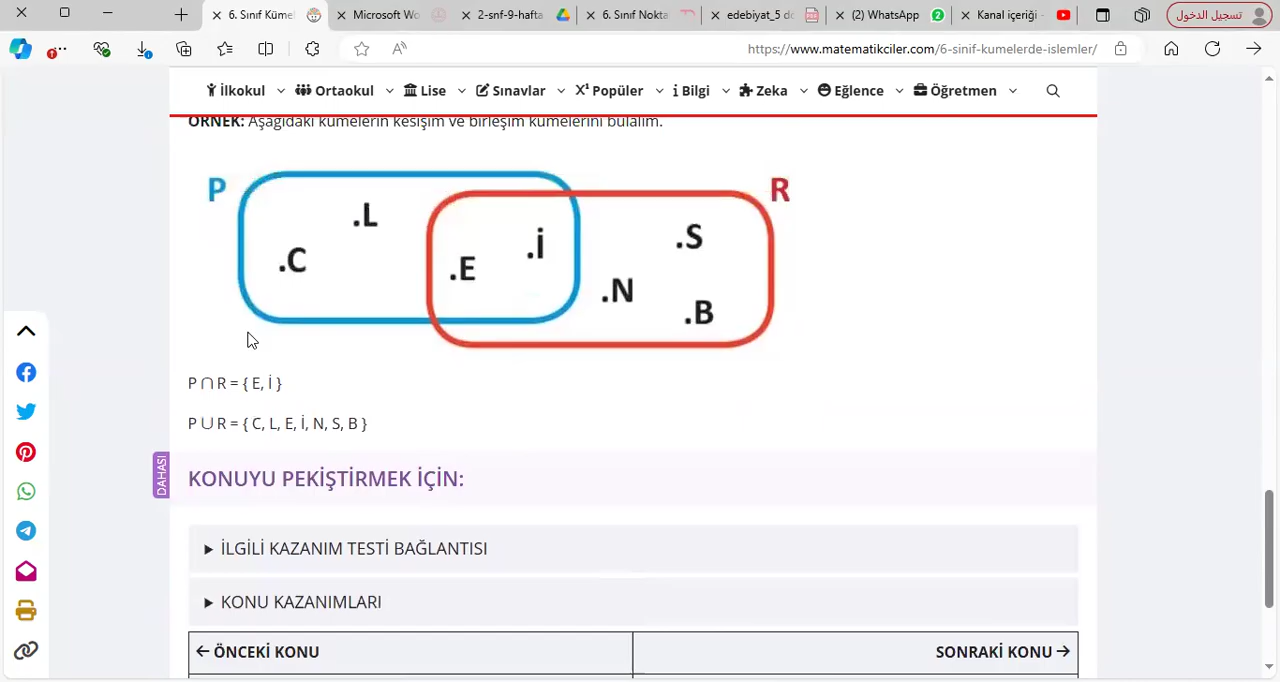 6. Sınıf Kümel
Microsoft Wo
2-snf-9-hafta
6. Sınıf Nokta
edebiyat_5 d
(2) WhatsApp
2
Kanal içeriği -
تسجيل الدخول
https://www.matematikciler.com/6-sinif-kumelerde-islemler/
İlkokul
Ortaokul
Lise
Sınavlar
X¹ Popüler
i Bilgi
Zeka
Eğlence
Öğretmen
ÖRNEK: Aşağıdaki kümelerin kesişim ve birleşim kümelerini bulalım.
P
R
.L
.S
.İ
.C
.E
.N
.B
P ∩ R = { E, İ }
P ∪ R = { C, L, E, İ, N, S, B }
DAHASI
KONUYU PEKİŞTİRMEK İÇİN:
► İLGİLİ KAZANIM TESTİ BAĞLANTISI
► KONU KAZANIMLARI
← ÖNCEKİ KONU
SONRAKİ KONU →